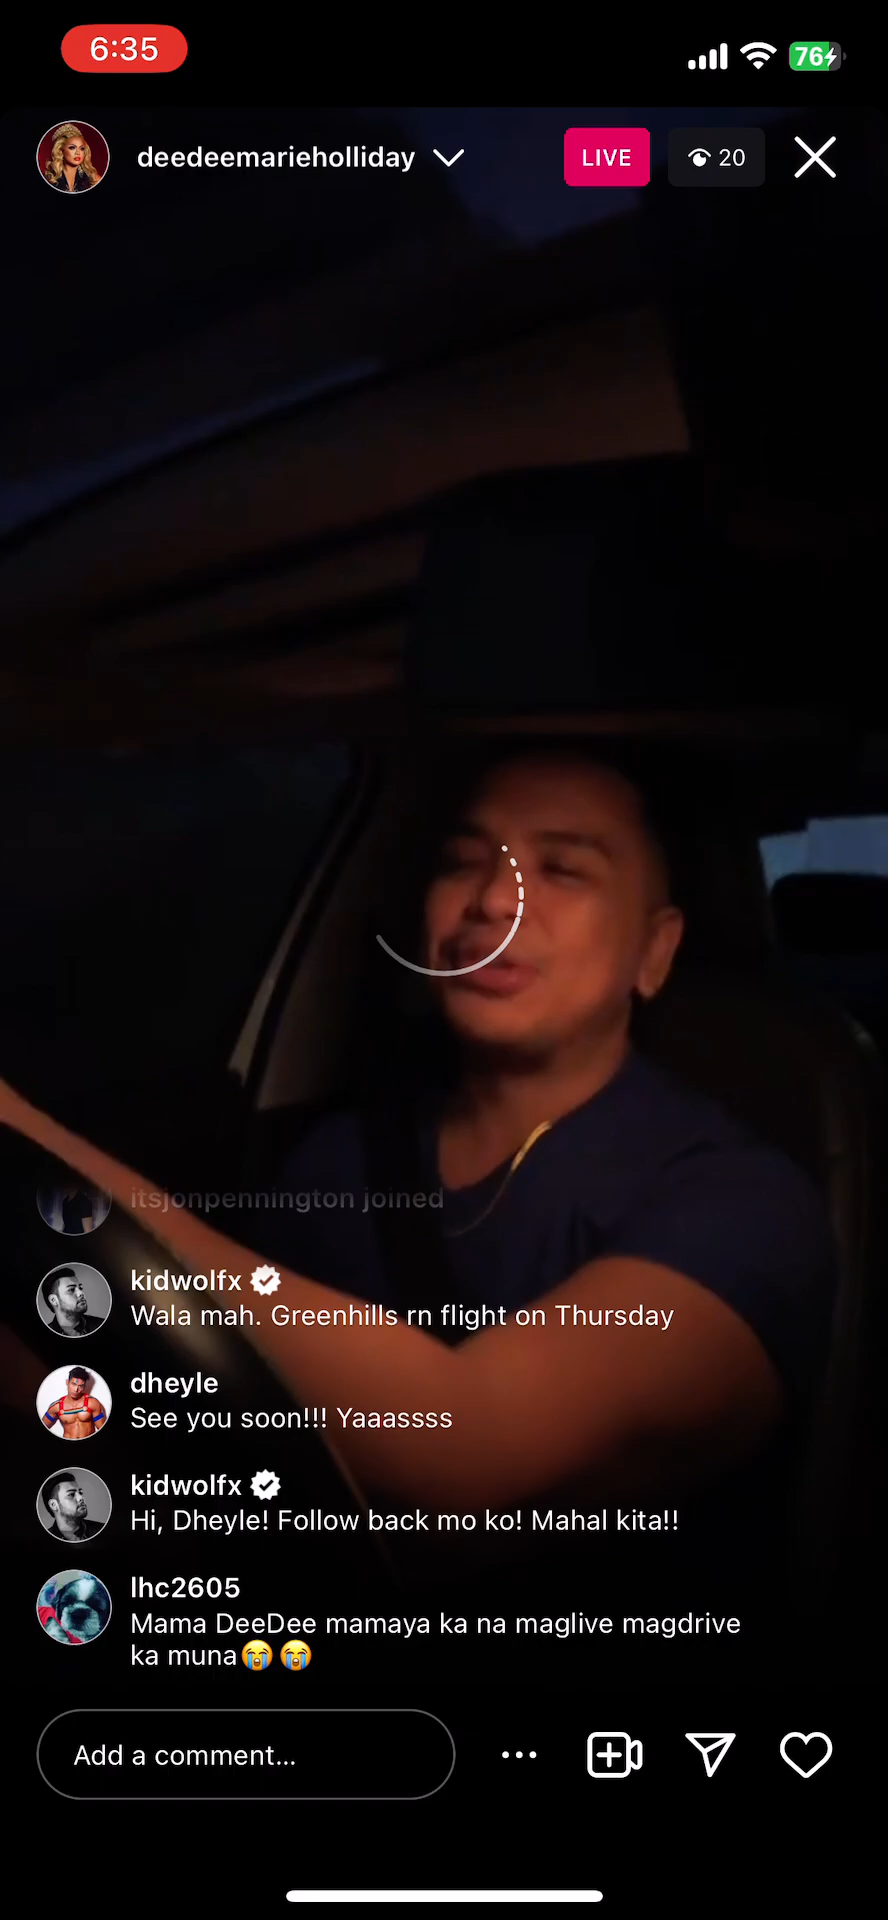 6:35
76
deedeemarieholliday
LIVE
20
itsjonpennington joined
kidwolfx
Wala mah. Greenhills rn flight on Thursday
dheyle
See you soon!!! Yaaassss
kidwolfx
Hi, Dheyle! Follow back mo ko! Mahal kita!!
lhc2605
Mama DeeDee mamaya ka na maglive magdrive
ka muna😭😭
Add a comment...